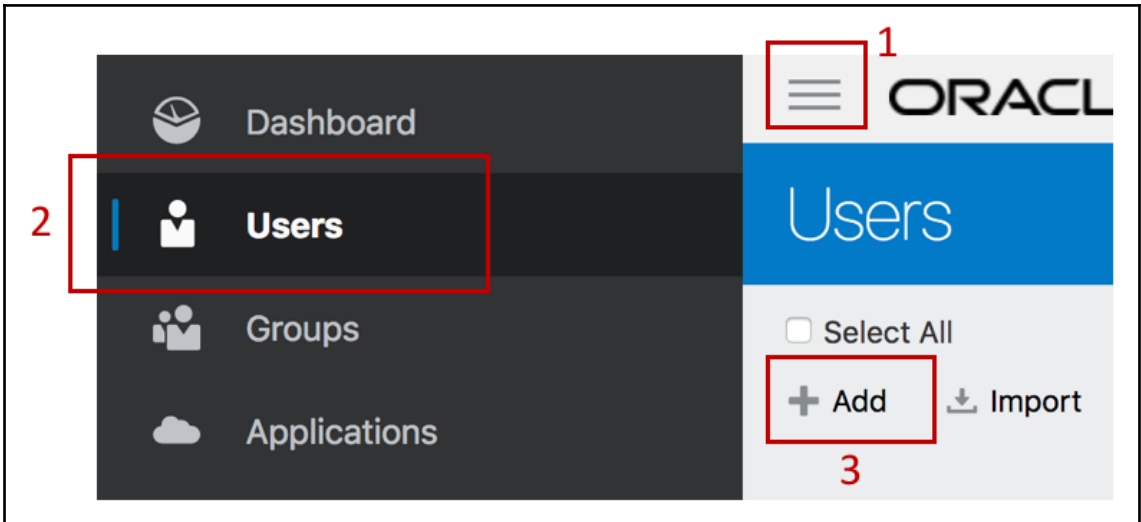 1
ORACL
Dashboard
2
Users
Users
Groups
Select All
Add
Import
Applications
3